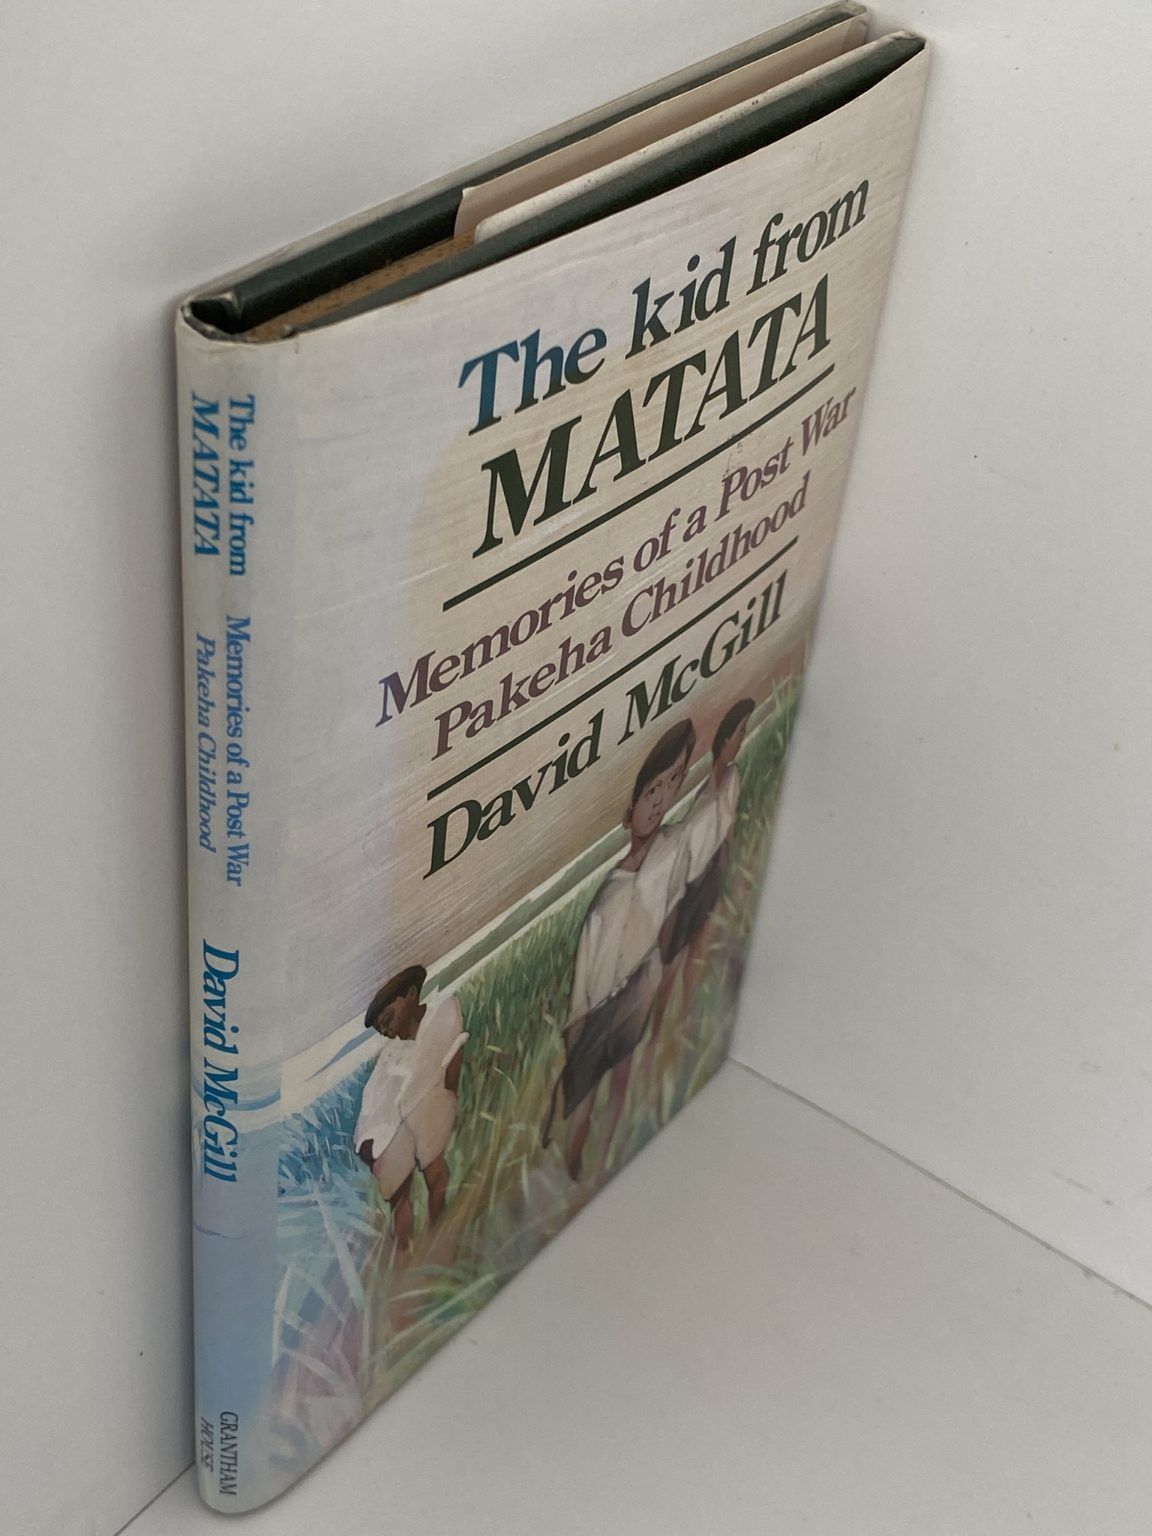 The kid from
MATATA
Memories of a Post War
Pakeha Childhood
David McGill
The kid from
MATATA
Memories of a Post War
Pakeha Childhood
David McGill
GRANTHAM
HOUSE